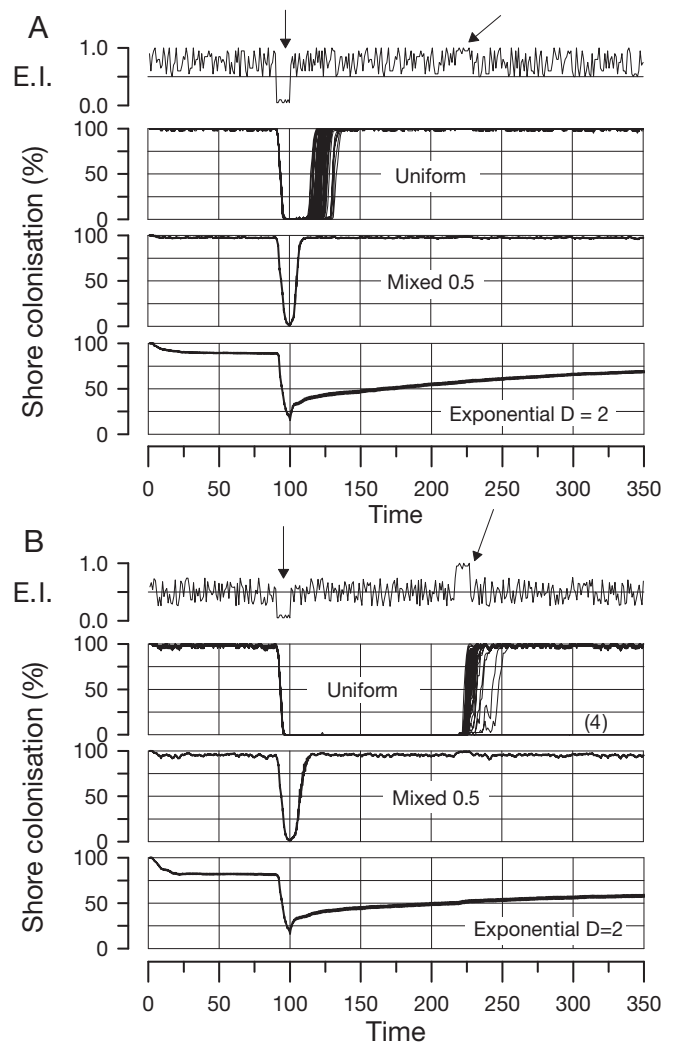 A
E.I.
1.0
0.0
Shore colonisation (%)
100
50
0
Uniform
100
50
0
Mixed 0.5
100
50
0
Exponential D = 2
0 50 100 150 200 250 300 350
Time
B
E.I.
1.0
0.0
Shore colonisation (%)
100
50
0
Uniform
(4)
100
50
0
Mixed 0.5
100
50
0
Exponential D=2
0 50 100 150 200 250 300 350
Time